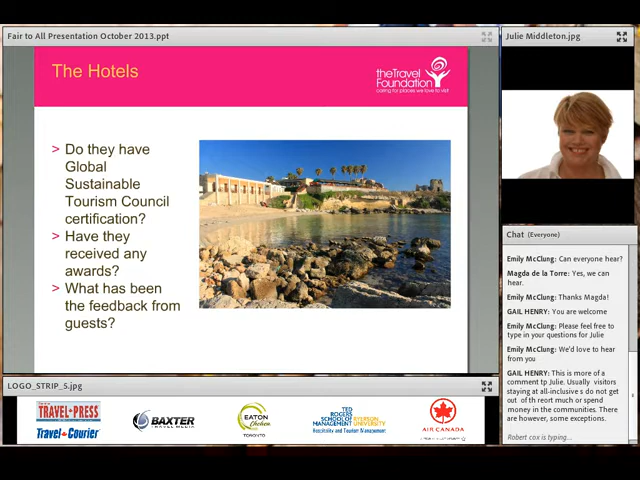 Fair to All Presentation October 2013.ppt
The Hotels
theTravel
Foundation
caring for places we love to visit
> Do they have
Global
Sustainable
Tourism Council
certification?
> Have they
received any
awards?
> What has been
the feedback from
guests?
Julie Middleton.jpg
Chat (Everyone)
Emily McClung: Can everyone hear?
Magda de la Torre: Yes, we can
hear.
Emily McClung: Thanks Magda!
GAIL HENRY: You are welcome
Emily McClung: Please feel free to
type in your questions for Julie
Emily McClung: We'd love to hear
from you
GAIL HENRY: This is more of a
comment tp Julie. Usually visitors
staying at all-inclusive s do not get
out of th reort much or spend
money in the communities. There
are however, some exceptions.
Robert cox is typing...
LOGO_STRIP_5.jpg
TRAVEL PRESS
Travel Courier
BAXTER
TRAVEL MEDIA
EATON
Chelsea
TORONTO
TED
ROGERS
SCHOOL OF
MANAGEMENT
RYERSON
UNIVERSITY
Hospitality and Tourism Management
AIR CANADA